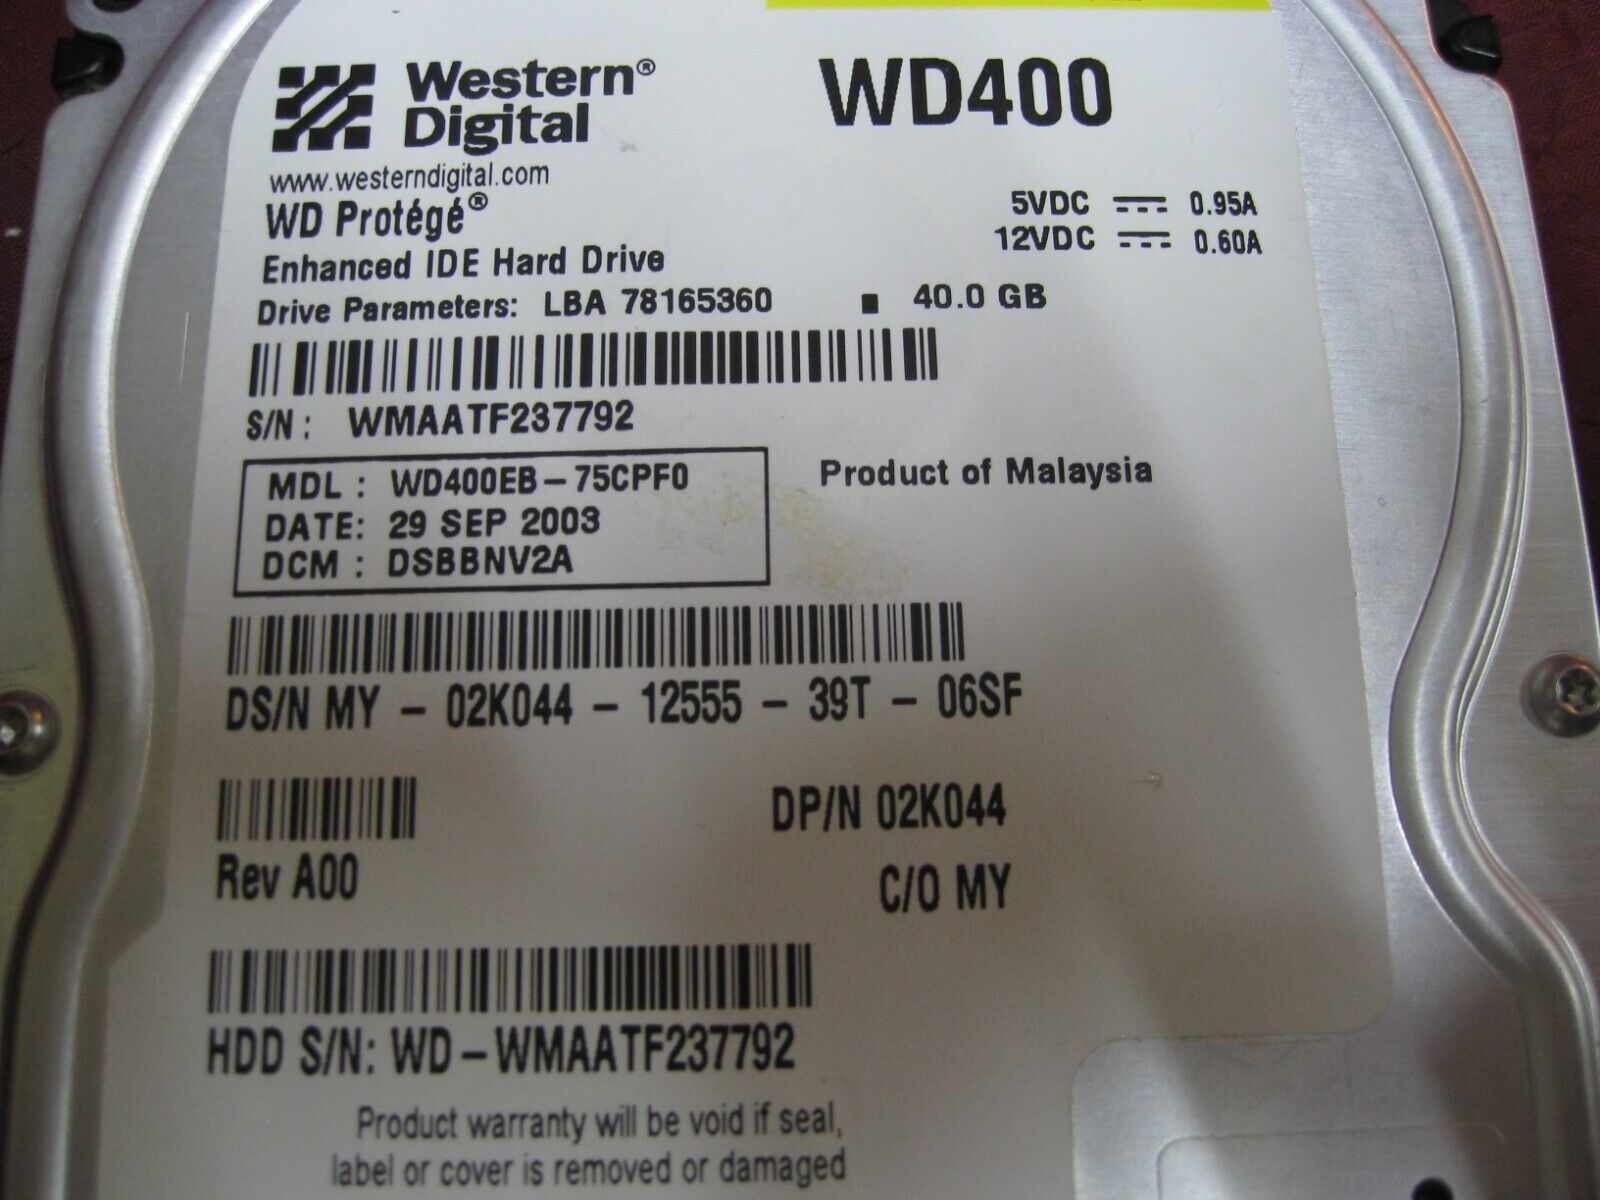 Western® Digital
WD400
www.westerndigital.com
WD Protégé®
5VDC 0.95A
12VDC 0.60A
Enhanced IDE Hard Drive
Drive Parameters: LBA 78165360 ▪ 40.0 GB
S/N: WMAATF237792
MDL: WD400EB-75CPF0
DATE: 29 SEP 2003
DCM: DSBBNV2A
Product of Malaysia
DS/N MY - 02K044 - 12555 - 39T - 06SF
DP/N 02K044
Rev A00
C/O MY
HDD S/N: WD-WMAATF237792
Product warranty will be void if seal,
label or cover is removed or damaged